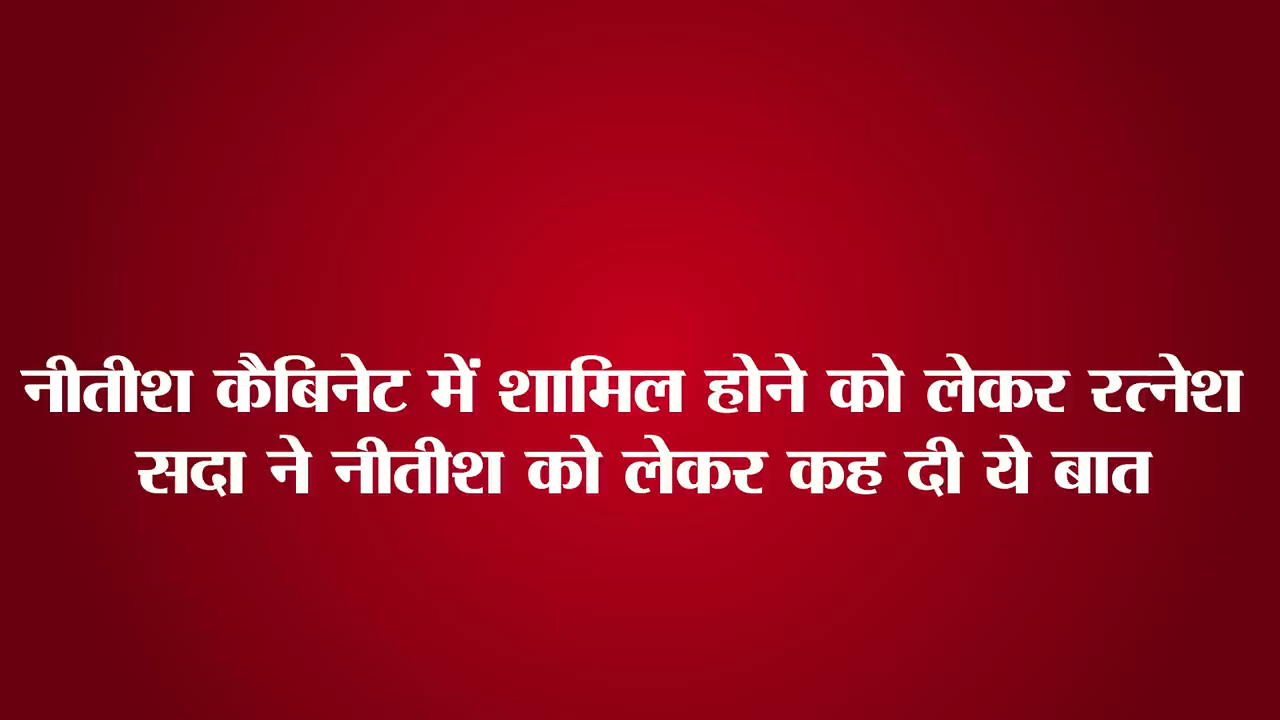 नीतीश कैबिनेट में शामिल होने को लेकर रत्नेश
सदा ने नीतीश को लेकर कह दी ये बात